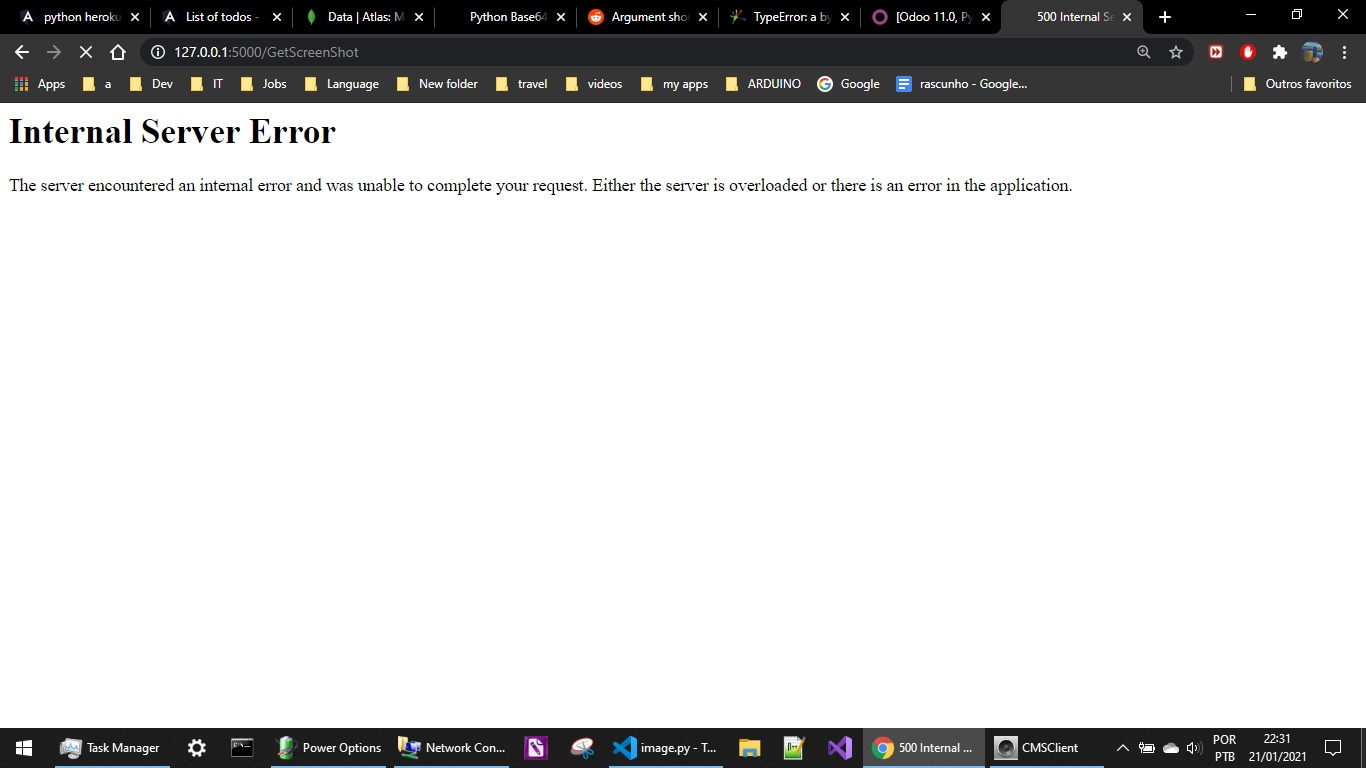 python heroku
List of todos -
Data | Atlas: M
Python Base64
Argument sho
TypeError: a by
[Odoo 11.0, Py
500 Internal Se
127.0.0.1:5000/GetScreenShot
Apps
a
Dev
IT
Jobs
Language
New folder
travel
videos
my apps
ARDUINO
Google
rascunho - Google...
Outros favoritos
Internal Server Error
The server encountered an internal error and was unable to complete your request. Either the server is overloaded or there is an error in the application.
Task Manager
Power Options
Network Con...
image.py - T...
500 Internal ...
CMSClient
POR
PTB
22:31
21/01/2021